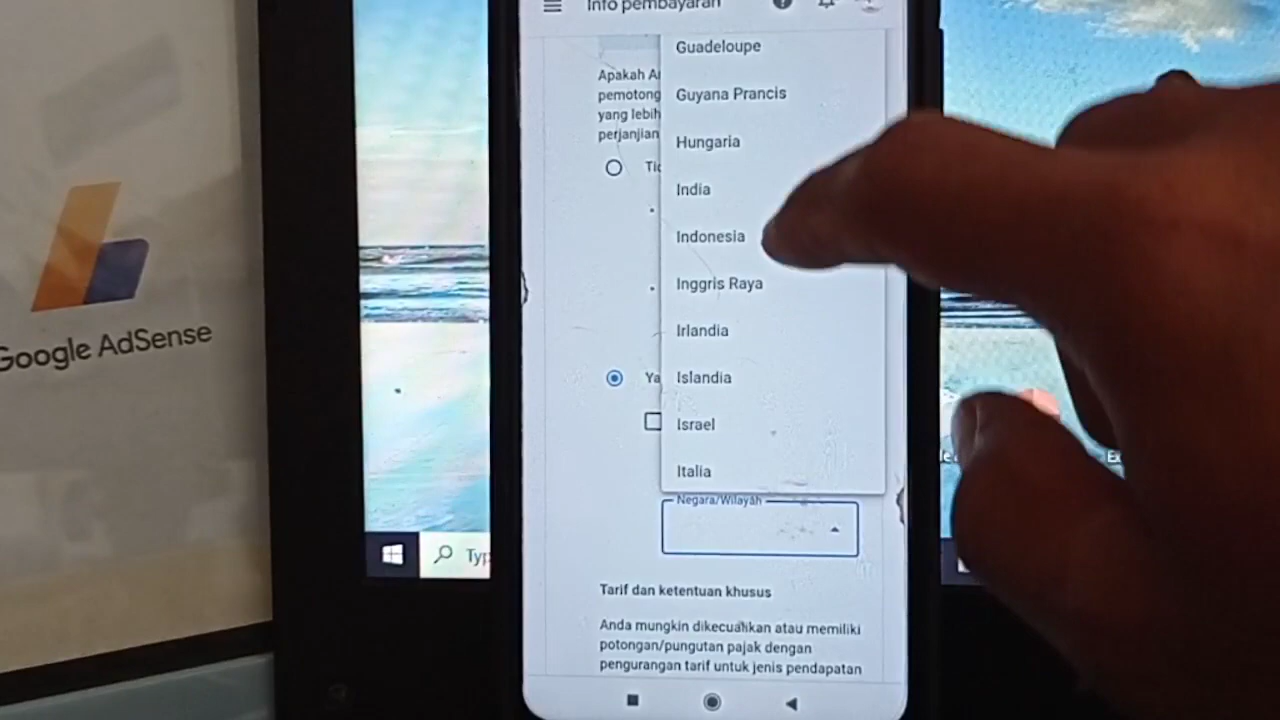 Info pembayaran
Guadeloupe
Guyana Prancis
Hungaria
India
Indonesia
Inggris Raya
Irlandia
Islandia
Israel
Italia
Negara/Wilayah
Apakah A
pemotong
yang lebih
perjanjian
Tic
Ya
Tarif dan ketentuan khusus
Anda mungkin dikecualikan atau memiliki
potongan/pungutan pajak dengan
pengurangan tarif untuk jenis pendapatan
Google AdSense
Typ